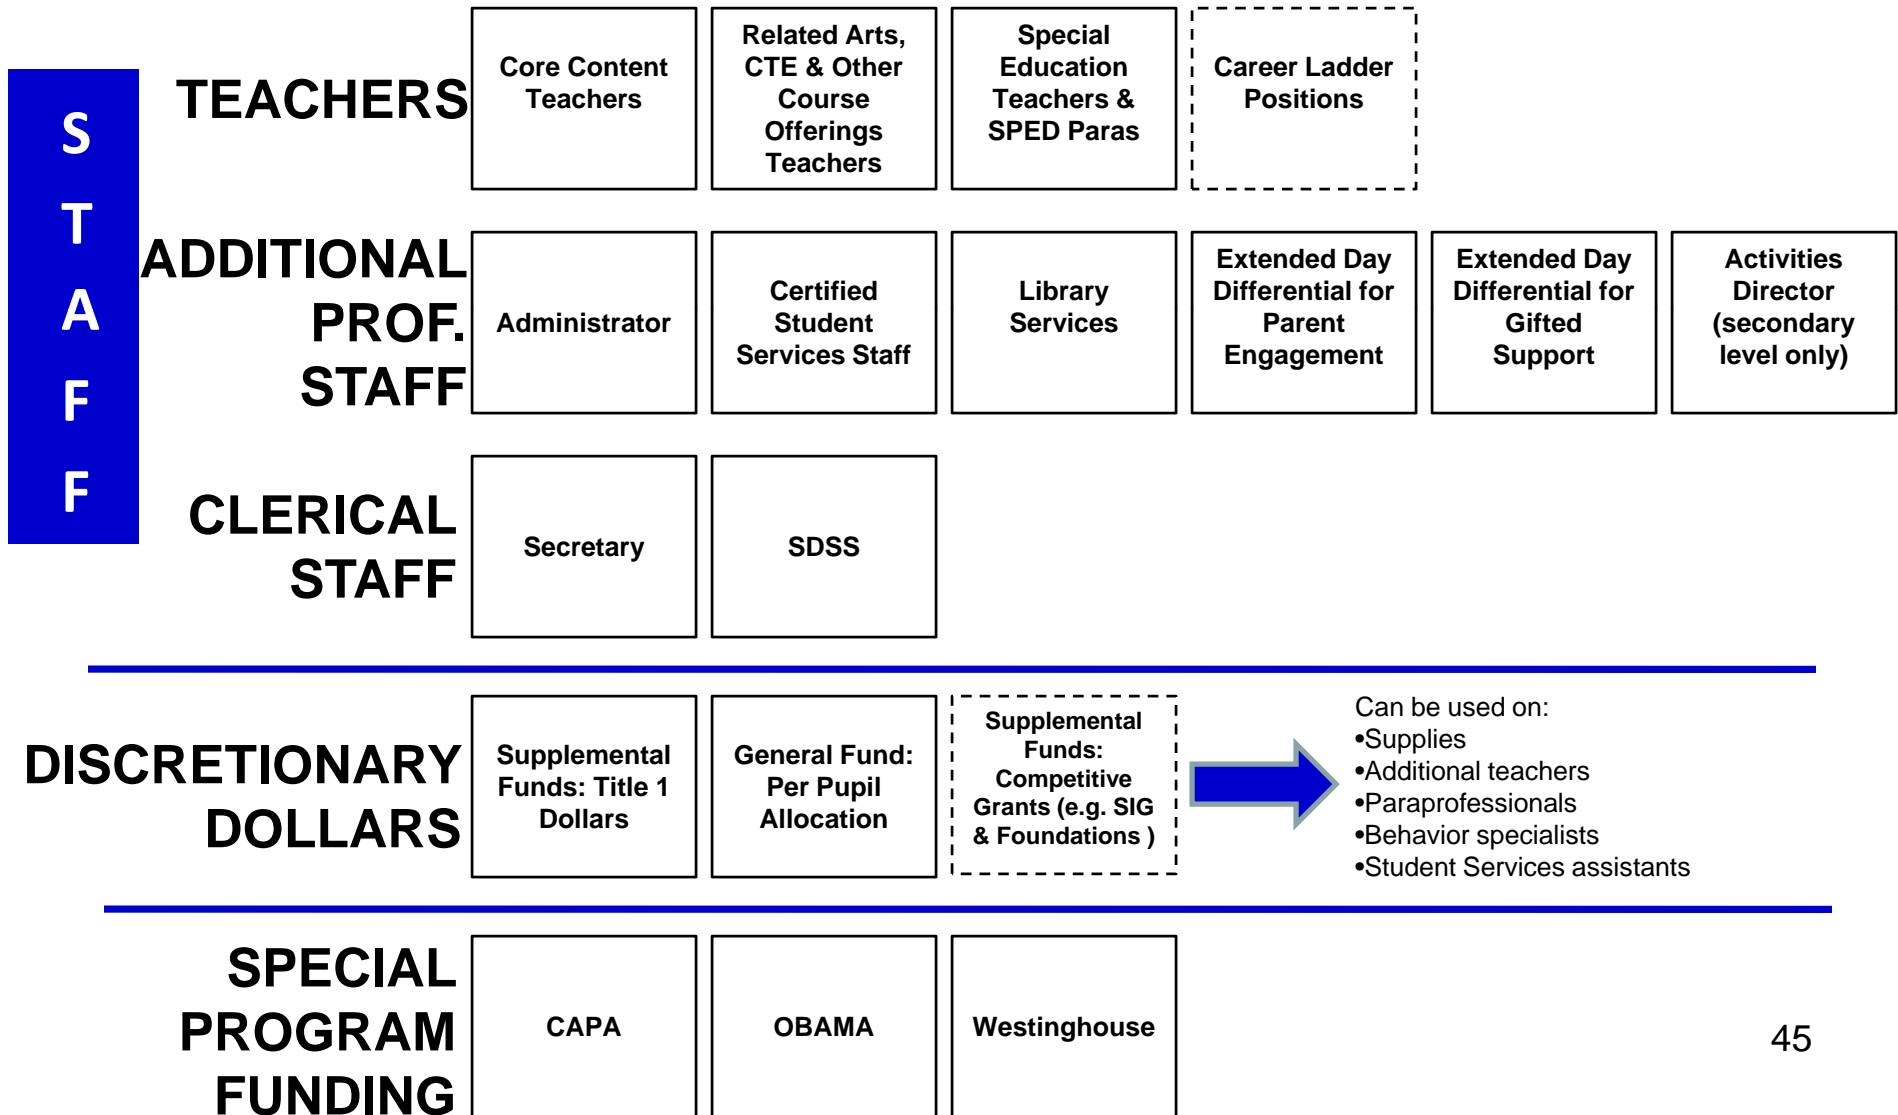 S
T
A
F
F
TEACHERS
Core Content
Teachers
Related Arts,
CTE & Other
Course
Offerings
Teachers
Special
Education
Teachers &
SPED Paras
Career Ladder
Positions
ADDITIONAL
PROF.
STAFF
Administrator
Certified
Student
Services Staff
Library
Services
Extended Day
Differential for
Parent
Engagement
Extended Day
Differential for
Gifted
Support
Activities
Director
(secondary
level only)
CLERICAL
STAFF
Secretary
SDSS
DISCRETIONARY
DOLLARS
Supplemental
Funds: Title 1
Dollars
General Fund:
Per Pupil
Allocation
Supplemental
Funds:
Competitive
Grants (e.g. SIG
& Foundations )
Can be used on:
•Supplies
•Additional teachers
•Paraprofessionals
•Behavior specialists
•Student Services assistants
SPECIAL
PROGRAM
FUNDING
CAPA
OBAMA
Westinghouse
45